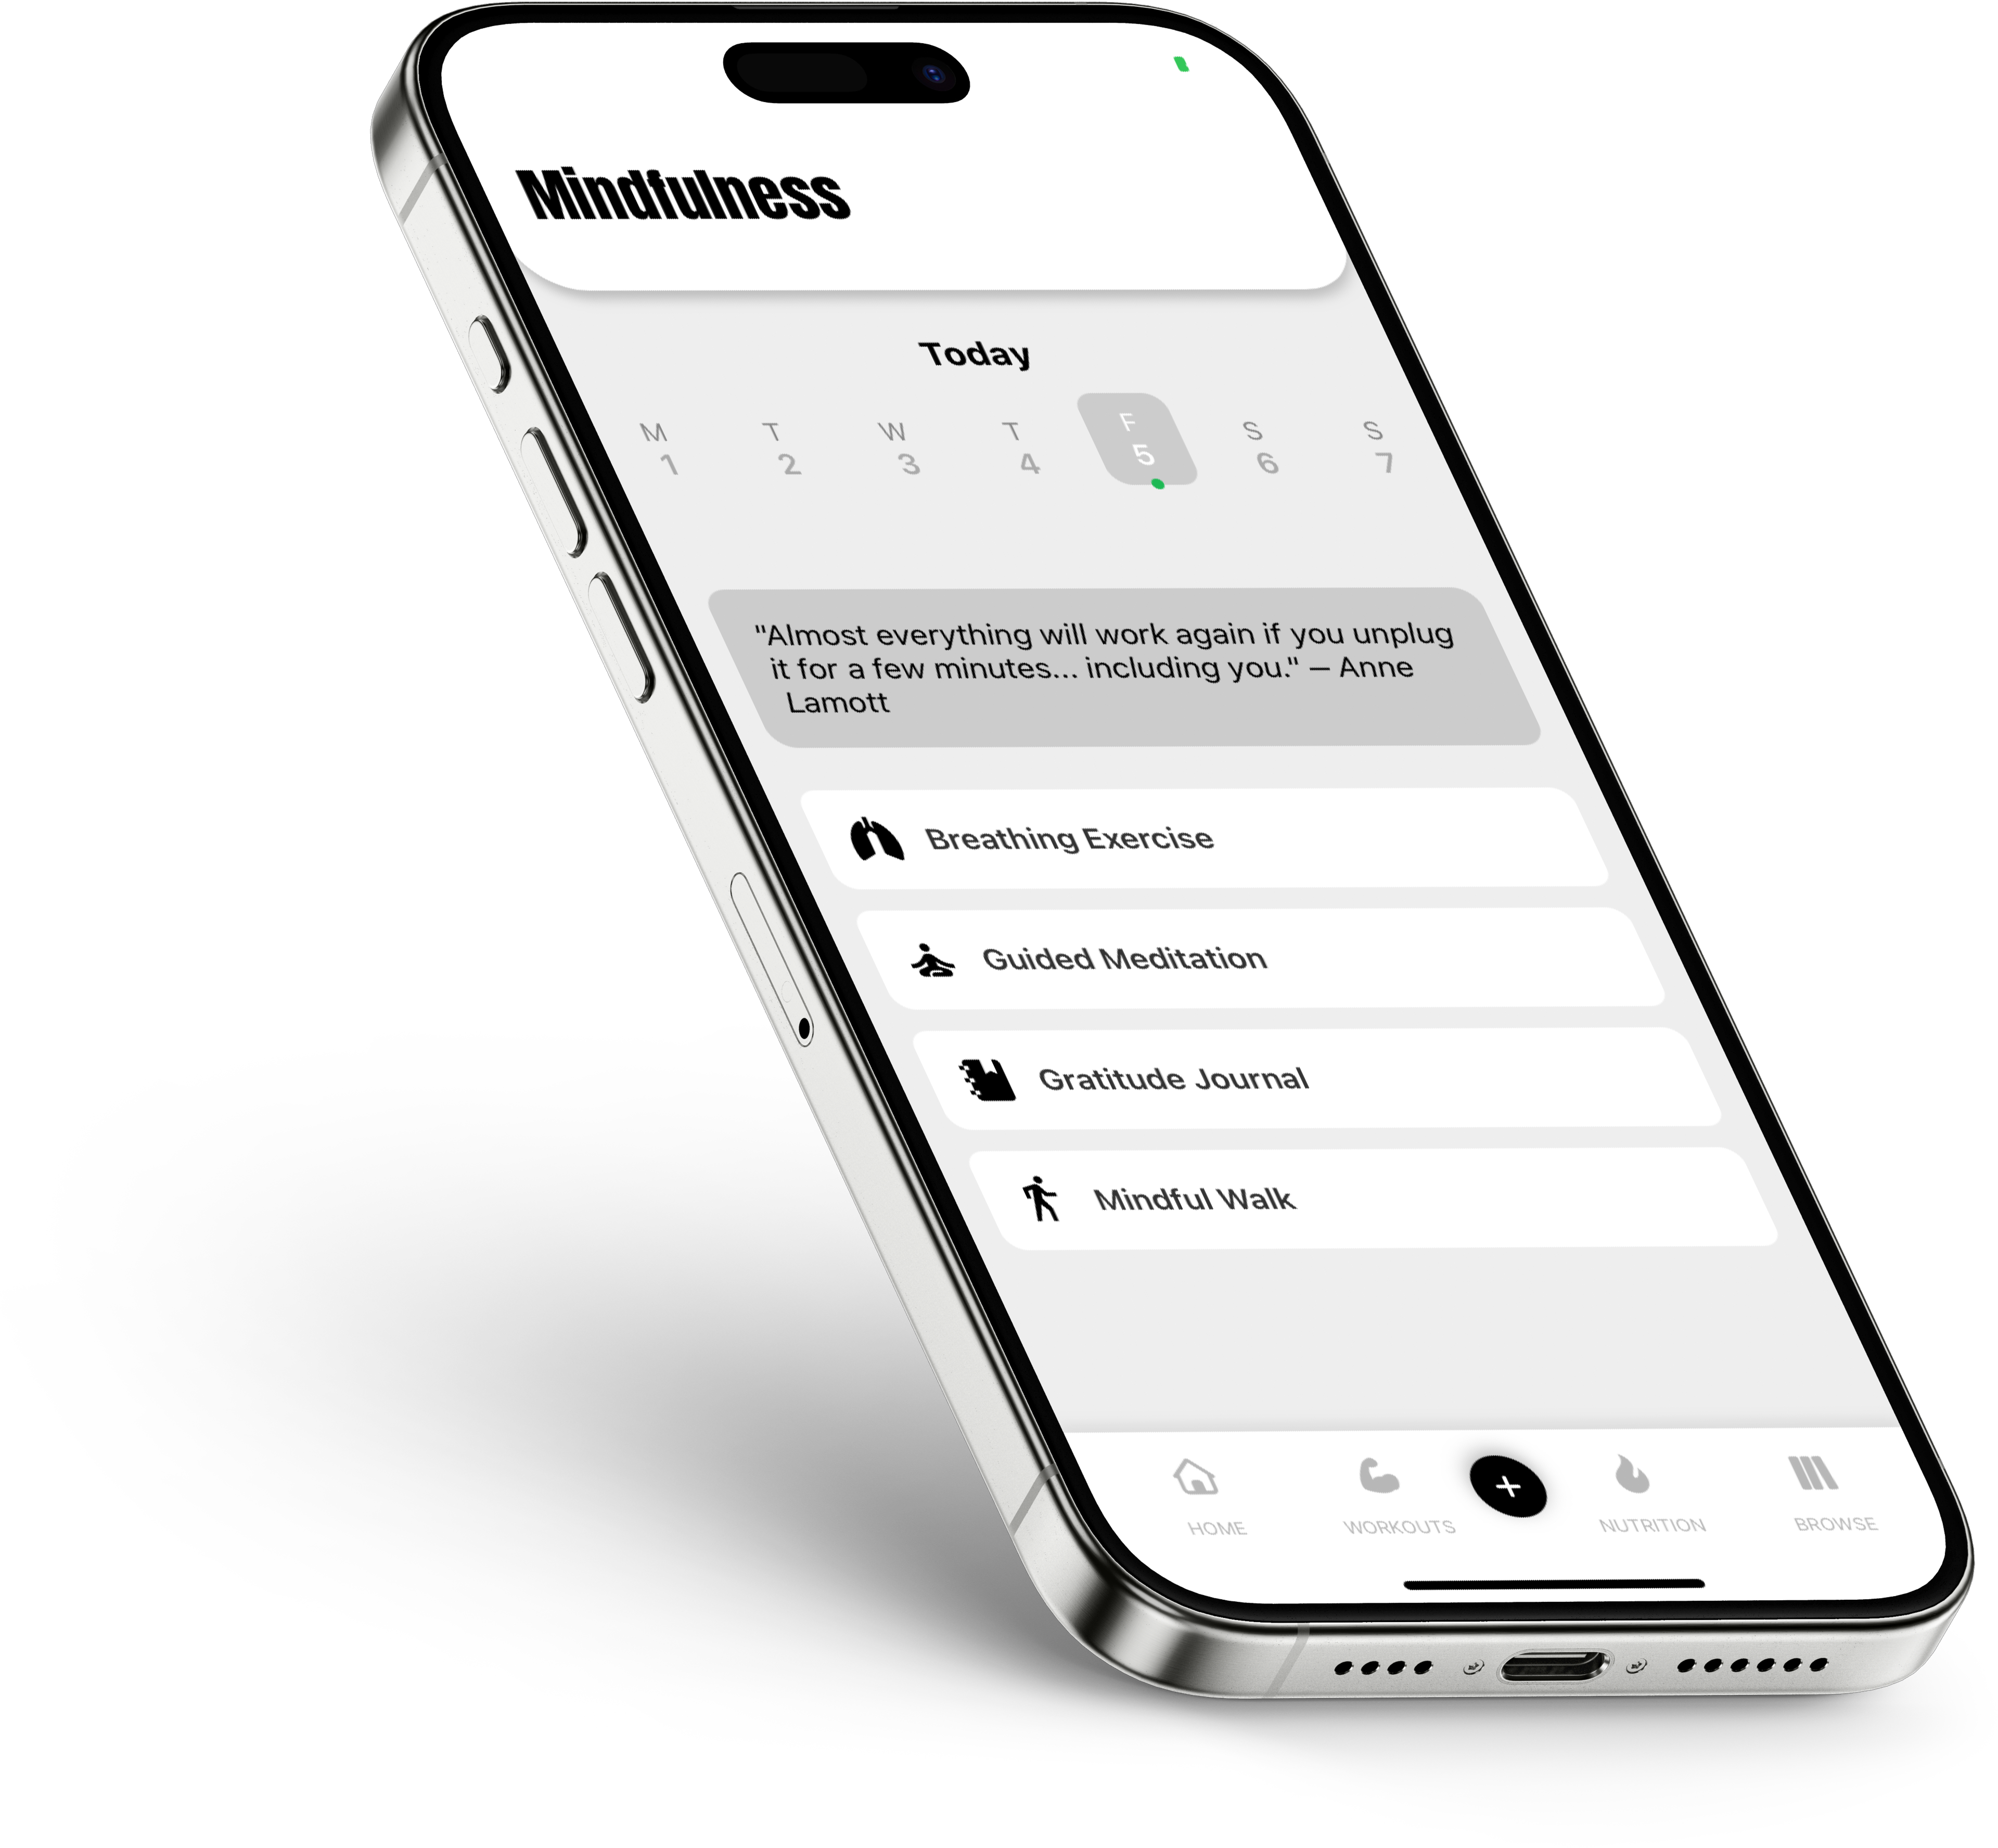 Mindfulness
Today
M T W T F S S
1 2 3 4 5 6 7
"Almost everything will work again if you unplug
it for a few minutes... including you." — Anne
Lamott
Breathing Exercise
Guided Meditation
Gratitude Journal
Mindful Walk
HOME WORKOUTS NUTRITION BROWSE